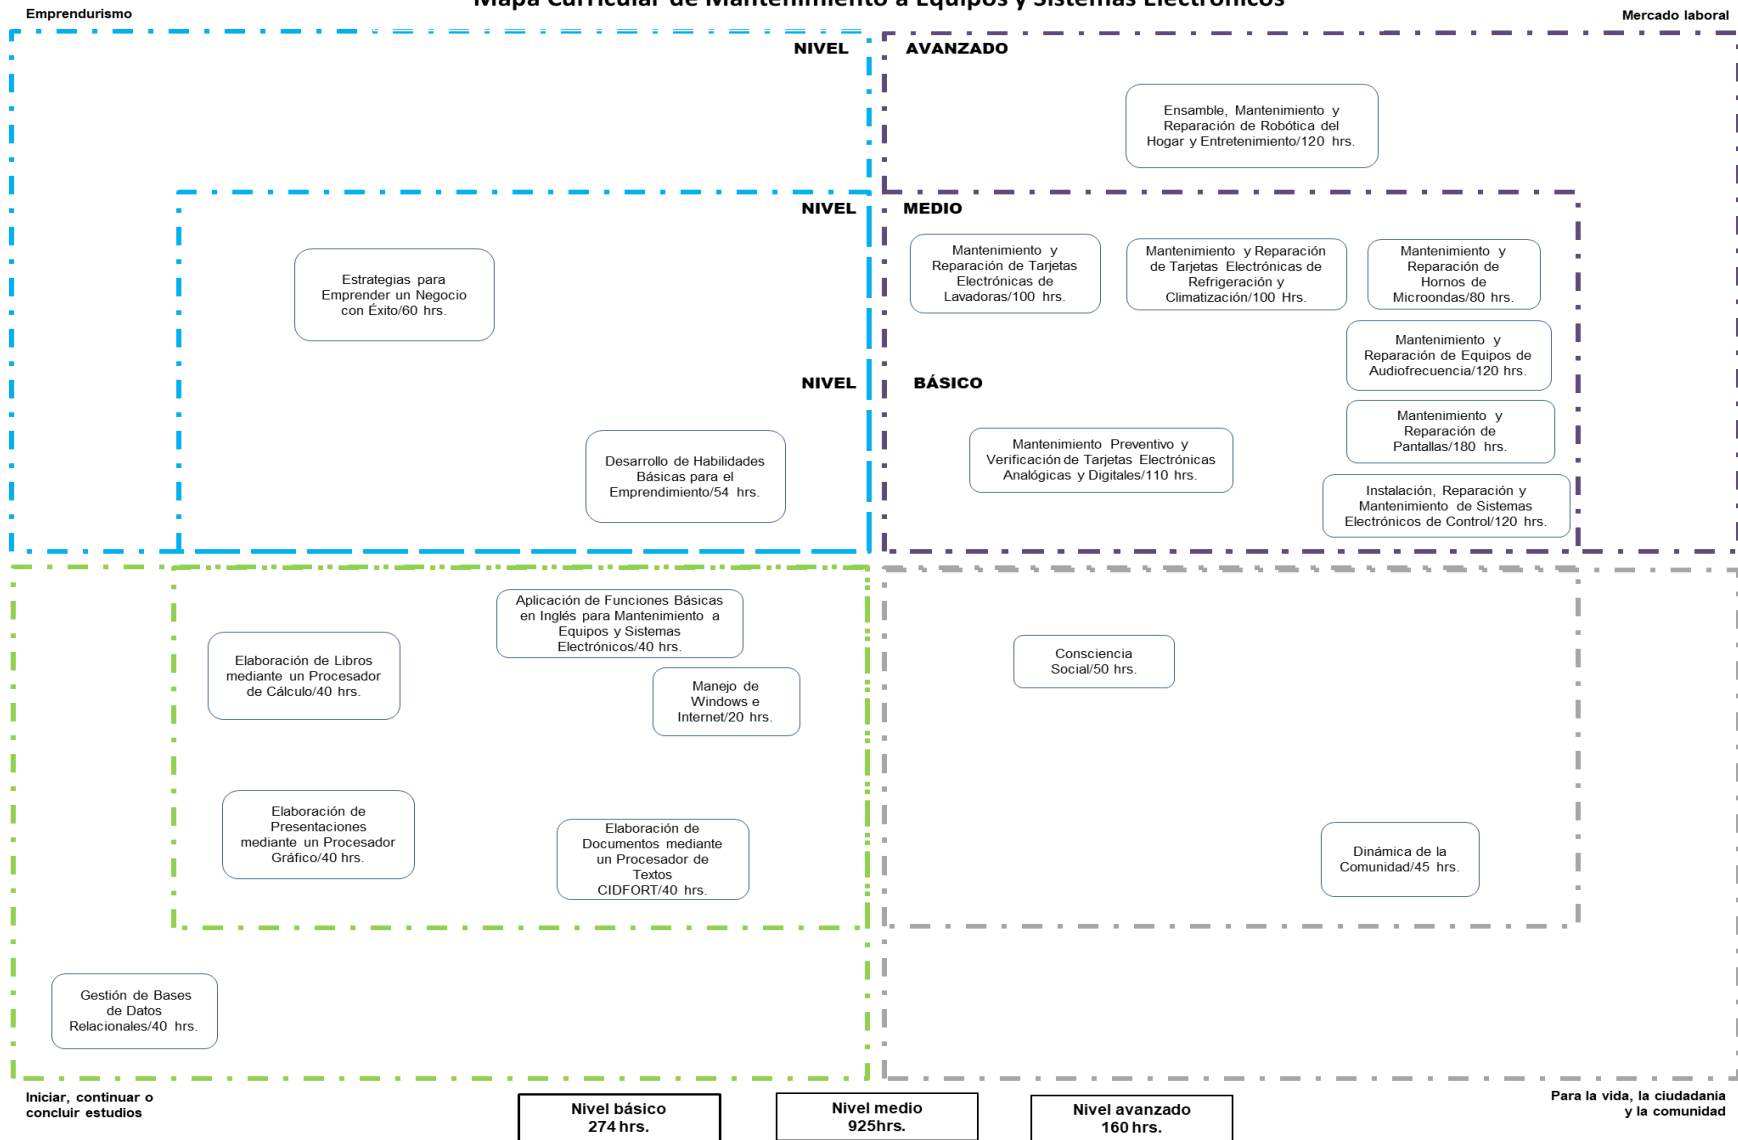 Mapa Curricular de Mantenimiento a Equipos y Sistemas Electrónicos
Emprendurismo
Mercado laboral
NIVEL AVANZADO
Ensamble, Mantenimiento y
Reparación de Robótica del
Hogar y Entretenimiento/120 hrs.
NIVEL MEDIO
Estrategias para
Emprender un Negocio
con Éxito/60 hrs.
Mantenimiento y
Reparación de Tarjetas
Electrónicas de
Lavadoras/100 hrs.
Mantenimiento y Reparación
de Tarjetas Electrónicas de
Refrigeración y
Climatización/100 Hrs.
Mantenimiento y
Reparación de
Hornos de
Microondas/80 hrs.
Mantenimiento y
Reparación de Equipos de
Audiofrecuencia/120 hrs.
NIVEL BÁSICO
Mantenimiento y
Reparación de
Pantallas/180 hrs.
Desarrollo de Habilidades
Básicas para el
Emprendimiento/54 hrs.
Mantenimiento Preventivo y
Verificación de Tarjetas Electrónicas
Analógicas y Digitales/110 hrs.
Instalación, Reparación y
Mantenimiento de Sistemas
Electrónicos de Control/120 hrs.
Aplicación de Funciones Básicas
en Inglés para Mantenimiento a
Equipos y Sistemas
Electrónicos/40 hrs.
Elaboración de Libros
mediante un Procesador
de Cálculo/40 hrs.
Manejo de
Windows e
Internet/20 hrs.
Consciencia
Social/50 hrs.
Elaboración de
Presentaciones
mediante un Procesador
Gráfico/40 hrs.
Elaboración de
Documentos mediante
un Procesador de
Textos
CIDFORT/40 hrs.
Dinámica de la
Comunidad/45 hrs.
Gestión de Bases
de Datos
Relacionales/40 hrs.
Iniciar, continuar o
concluir estudios
Nivel básico
274 hrs.
Nivel medio
925hrs.
Nivel avanzado
160 hrs.
Para la vida, la ciudadanía
y la comunidad